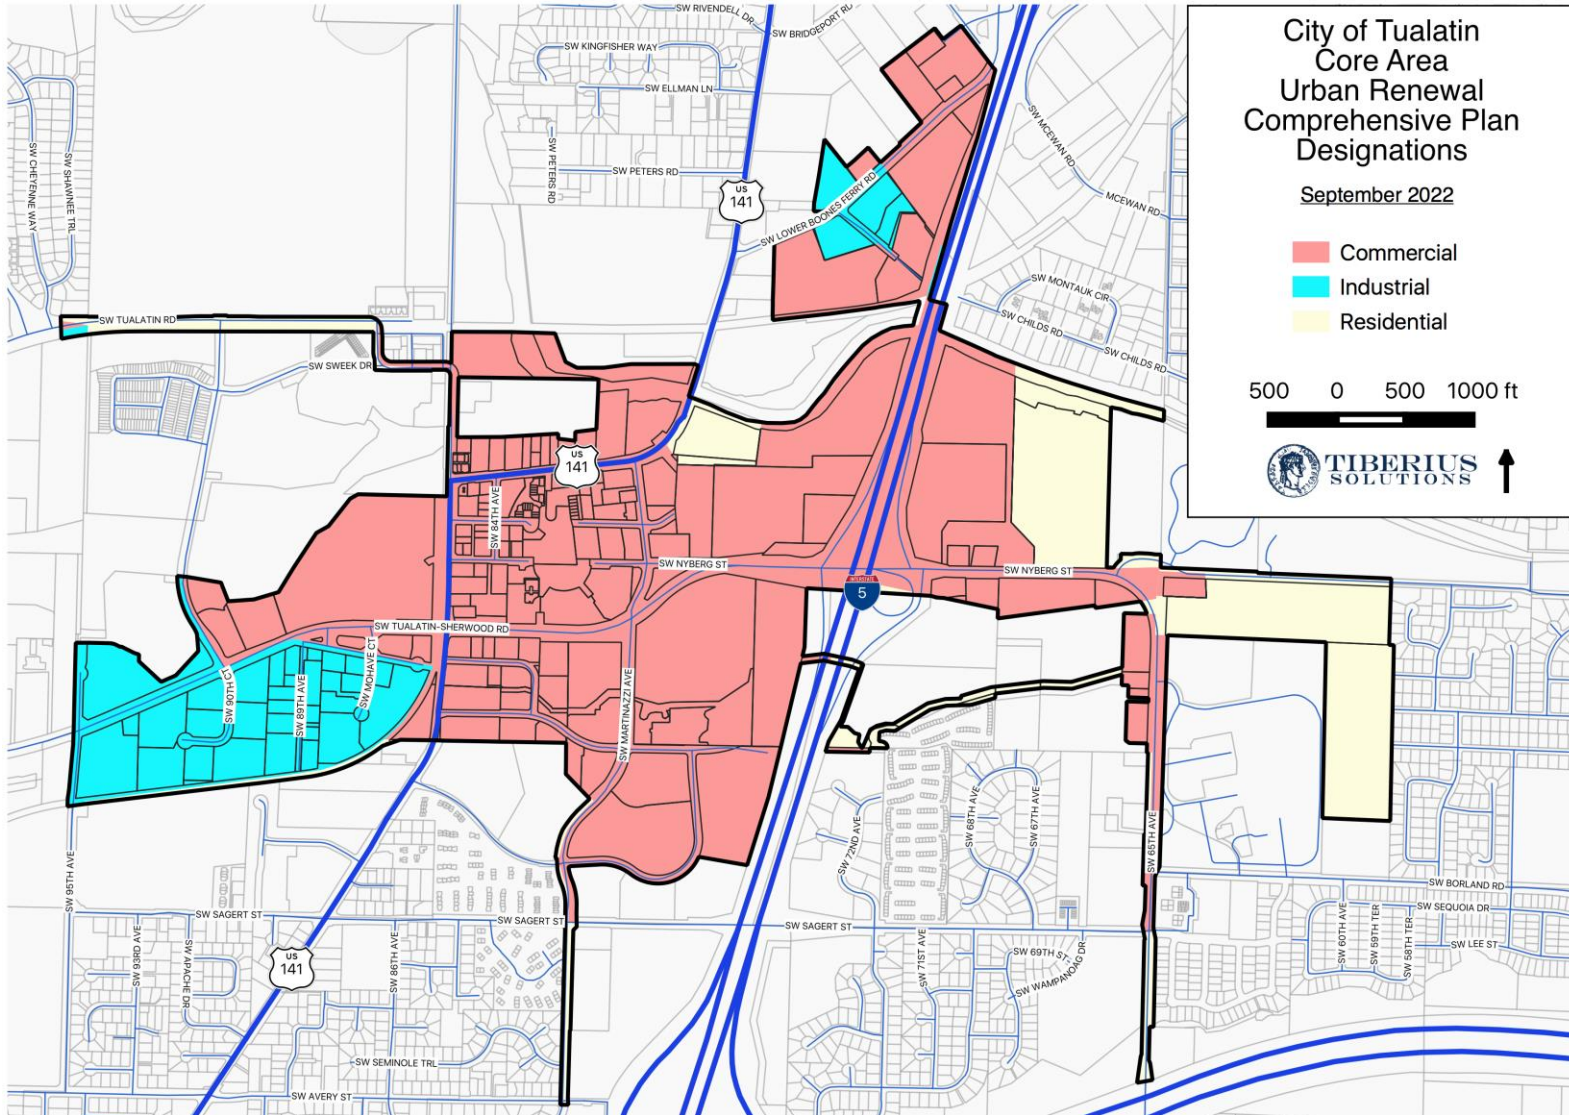 City of Tualatin
Core Area
Urban Renewal
Comprehensive Plan
Designations
September 2022
Commercial
Industrial
Residential
500 0 500 1000 ft
TIBERIUS
SOLUTIONS
SW RIVENDELL DR
SW BRIDGEPORT RD
SW KINGFISHER WAY
SW ELLMAN LN
SW CHEYENNE WAY
SW SHAWNEE TRL
SW PETERS RD
SW PETERS RD
US
141
SW LOWER BOONES FERRY RD
SW MCEWAN RD
MCEWAN RD
SW MONTAUK CIR
SW CHILDS RD
SW CHILDS RD
SW TUALATIN RD
SW SWEEK DR
US
141
SW 84TH AVE
SW NYBERG ST
SW NYBERG ST
INTERSTATE
5
SW TUALATIN-SHERWOOD RD
SW 90TH CT
SW 89TH AVE
SW MOHAVE CT
SW MARTINAZZI AVE
SW 95TH AVE
SW 72ND AVE
SW 68TH AVE
SW 67TH AVE
SW 65TH AVE
SW BORLAND RD
SW SEQUOIA DR
SW 60TH AVE
SW 59TH TER
SW 58TH TER
SW LEE ST
SW SAGERT ST
SW SAGERT ST
SW SAGERT ST
SW 93RD AVE
SW APACHE DR
US
141
SW 86TH AVE
SW 71ST AVE
SW 69TH ST
SW WAMPANOAG DR
SW SEMINOLE TRL
SW AVERY ST